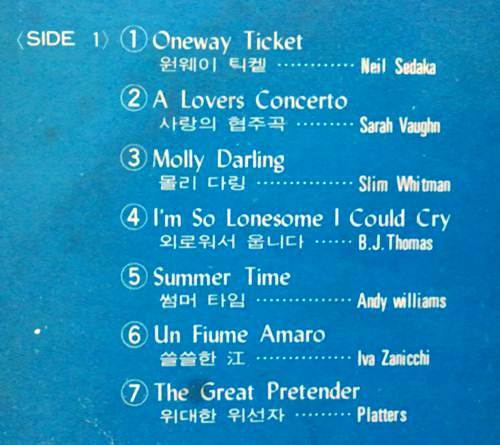 〈SIDE 1〉 ① Oneway Ticket
원웨이 틱켙 ············ Neil Sedaka
② A Lovers Concerto
사랑의 협주곡 ········· Sarah Vaughn
③ Molly Darling
몰리 다링 ·············· Slim Whitman
④ I'm So Lonesome I Could Cry
외로워서 웁니다 ······ B.J.Thomas
⑤ Summer Time
썸머 타임 ·············· Andy williams
⑥ Un Fiume Amaro
쓸쓸한 江 ·············· Iva Zanicchi
⑦ The Great Pretender
위대한 위선자 ········· Platters